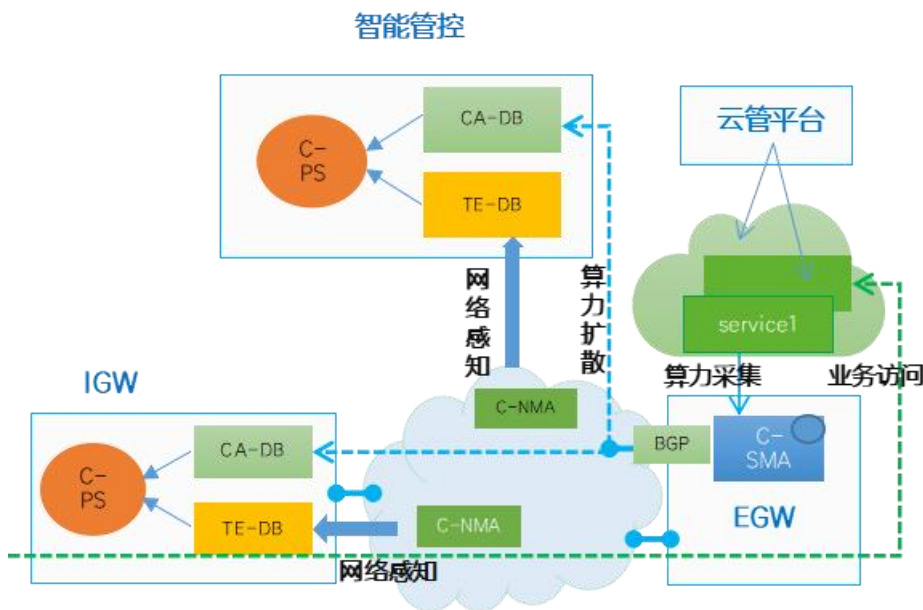 智能管控
CA-DB
C-
PS
TE-DB
云管平台
网
络
感
知
算
力
扩
散
service1
算力采集
业务访问
IGW
C-NMA
CA-DB
C-
PS
TE-DB
C-NMA
BGP
C-
SMA
EGW
网络感知